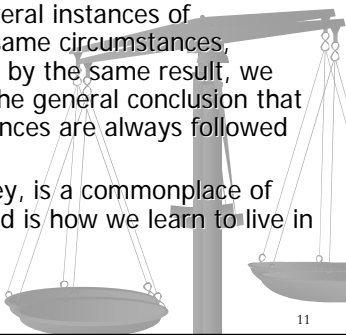 eral instances of
same circumstances,
by the same result, we
he general conclusion that
nces are always followed
ey, is a commonplace of
d is how we learn to live in
11